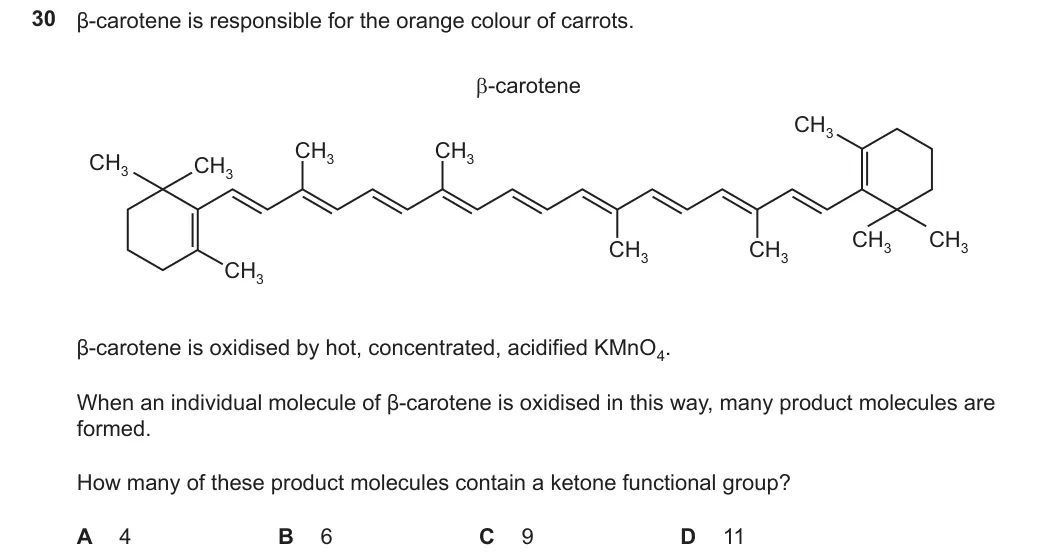 30 β-carotene is responsible for the orange colour of carrots.
β-carotene
CH₃
CH₃ CH₃ CH₃ CH₃
CH₃ CH₃ CH₃ CH₃
CH₃
β-carotene is oxidised by hot, concentrated, acidified KMnO₄.
When an individual molecule of β-carotene is oxidised in this way, many product molecules are
formed.
How many of these product molecules contain a ketone functional group?
A 4 B 6 C 9 D 11